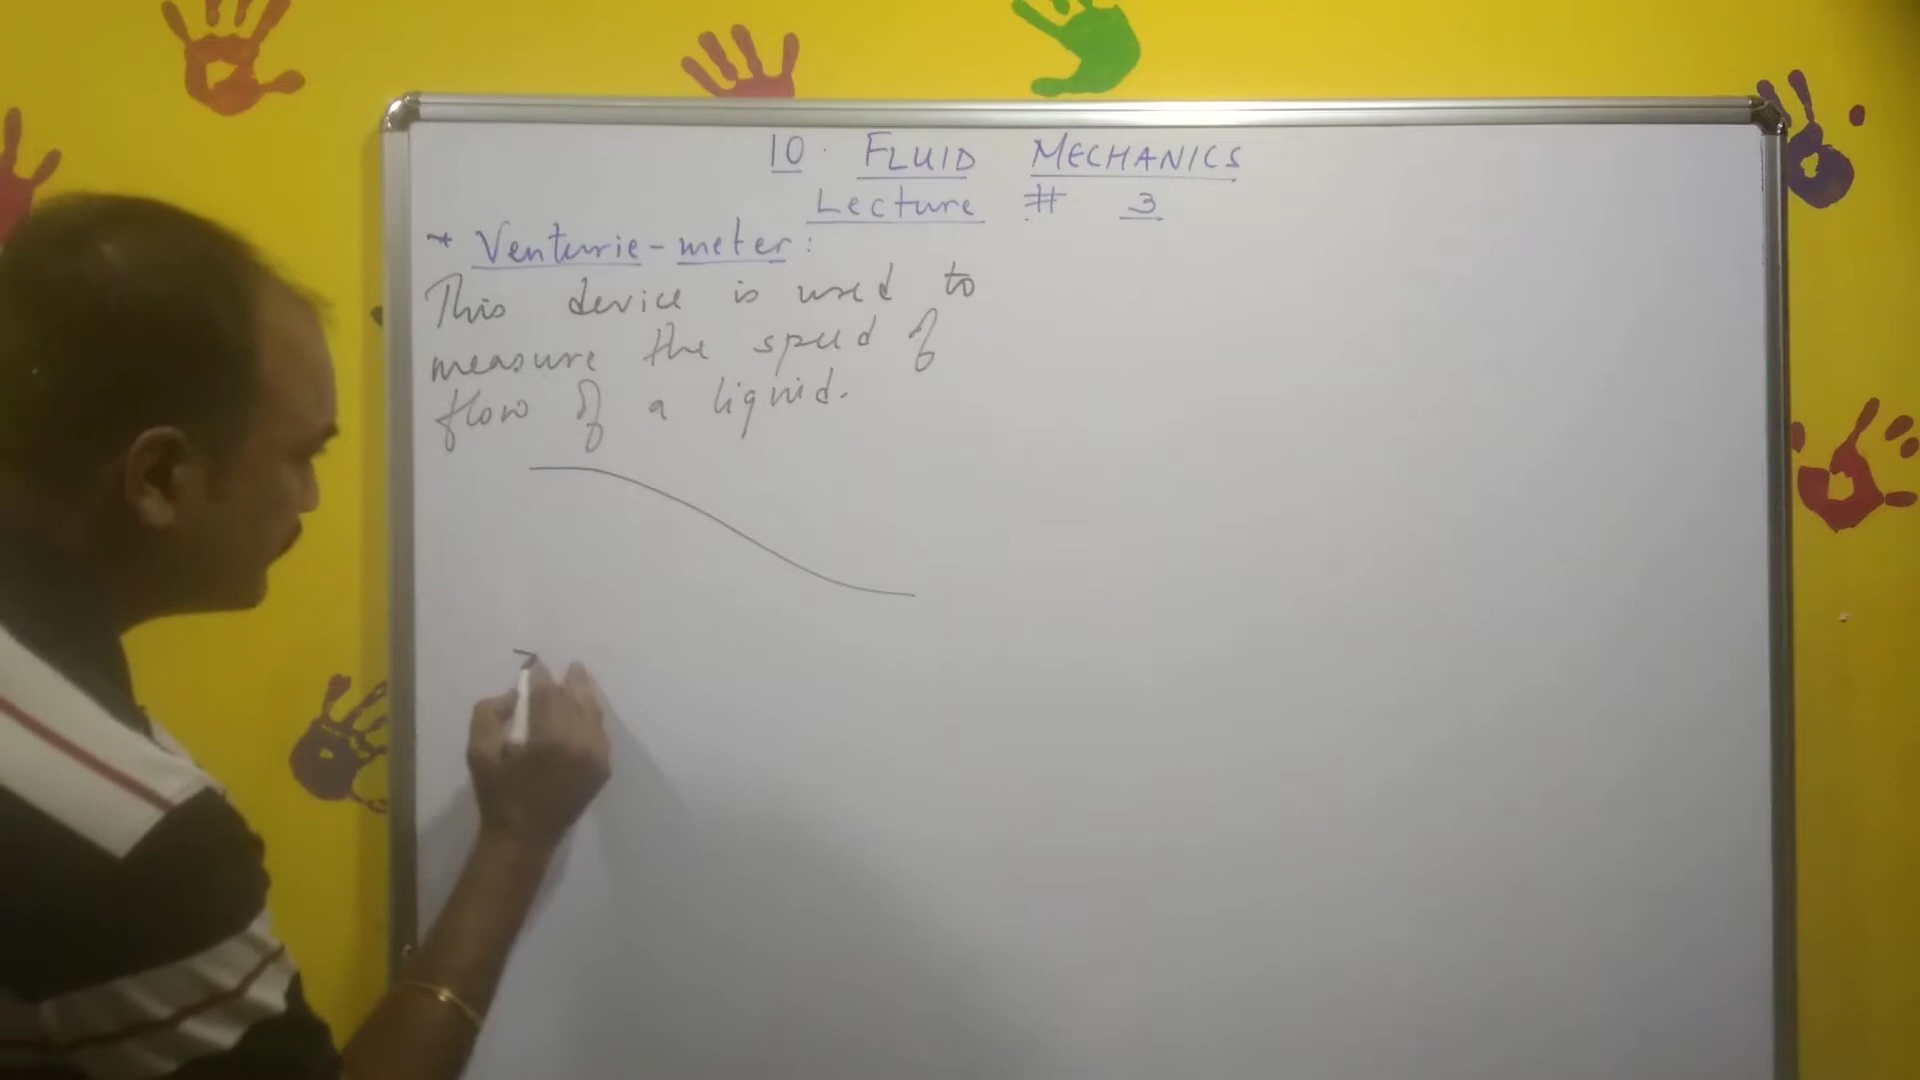 10. FLUID MECHANICS
Lecture # 3
* Venturie-meter:
This device is used to
measure the speed of
flow of a liquid.